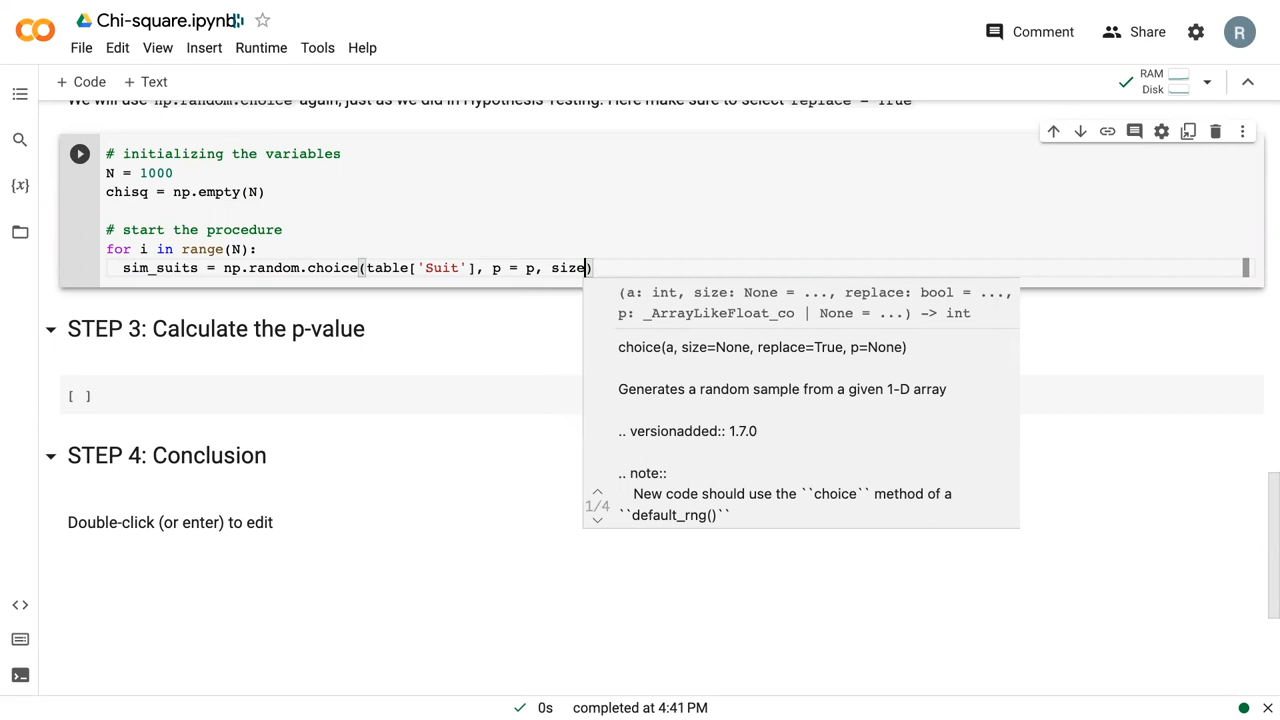 Chi-square.ipynb
File Edit View Insert Runtime Tools Help
Comment
Share
R
+ Code + Text
RAM
Disk
We will use np.random.choice again, just as we did in Hypothesis Testing. Here make sure to select replace = True
# initializing the variables
N = 1000
chisq = np.empty(N)
# start the procedure
for i in range(N):
sim_suits = np.random.choice(table['Suit'], p = p, size)
(a: int, size: None = ..., replace: bool = ...,
p: _ArrayLikeFloat_co | None = ...) -> int
choice(a, size=None, replace=True, p=None)
Generates a random sample from a given 1-D array
.. versionadded:: 1.7.0
.. note::
New code should use the ``choice`` method of a
``default_rng()``
1/4
STEP 3: Calculate the p-value
[ ]
STEP 4: Conclusion
Double-click (or enter) to edit
{x}
0s completed at 4:41 PM